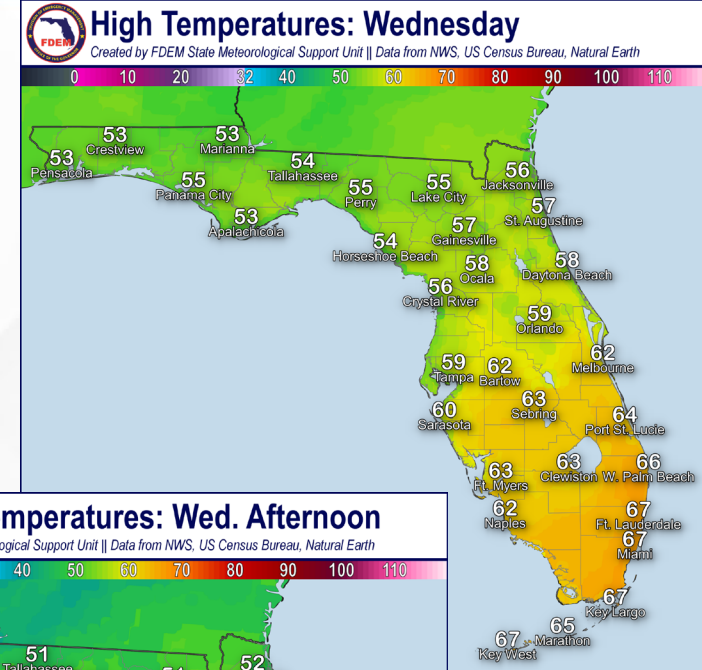 High Temperatures: Wednesday
FDEM
Created by FDEM State Meteorological Support Unit || Data from NWS, US Census Bureau, Natural Earth
0 10 20 32 40 50 60 70 80 90 100 110
53
Crestview
53
Marianna
53
Pensacola
54
Tallahassee
55
Panama City
55
Perry
55
Lake City
56
Jacksonville
53
Apalachicola
57
St. Augustine
57
Gainesville
54
Horseshoe Beach
58
Ocala
58
Daytona Beach
56
Crystal River
59
Orlando
59
Tampa
62
Bartow
62
Melbourne
60
Sarasota
63
Sebring
64
Port St. Lucie
63
Ft. Myers
63
Clewiston
66
W. Palm Beach
62
Naples
67
Ft. Lauderdale
67
Miami
67
Key Largo
65
Marathon
67
Key West
mperatures: Wed. Afternoon
ological Support Unit || Data from NWS, US Census Bureau, Natural Earth
40 50 60 70 80 90 100 110
51
Tallahassee
52